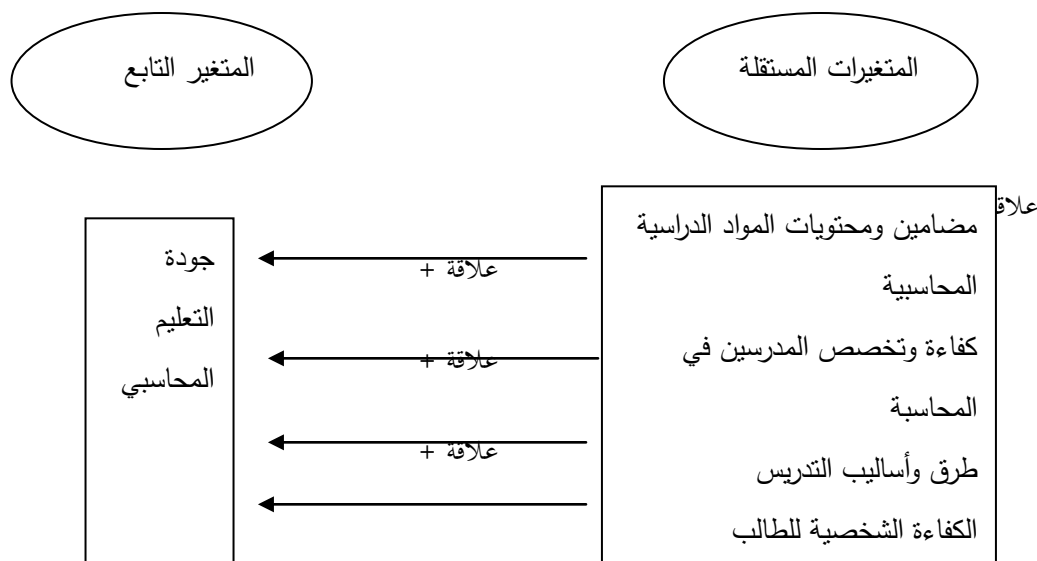 المتغيرات المستقلة
المتغير التابع
علاق
مضامين ومحتويات المواد الدراسية
المحاسبية
كفاءة وتخصص المدرسين في
المحاسبة
طرق وأساليب التدريس
الكفاءة الشخصية للطالب
علاقة +
علاقة +
علاقة +
جودة
التعليم
المحاسبي